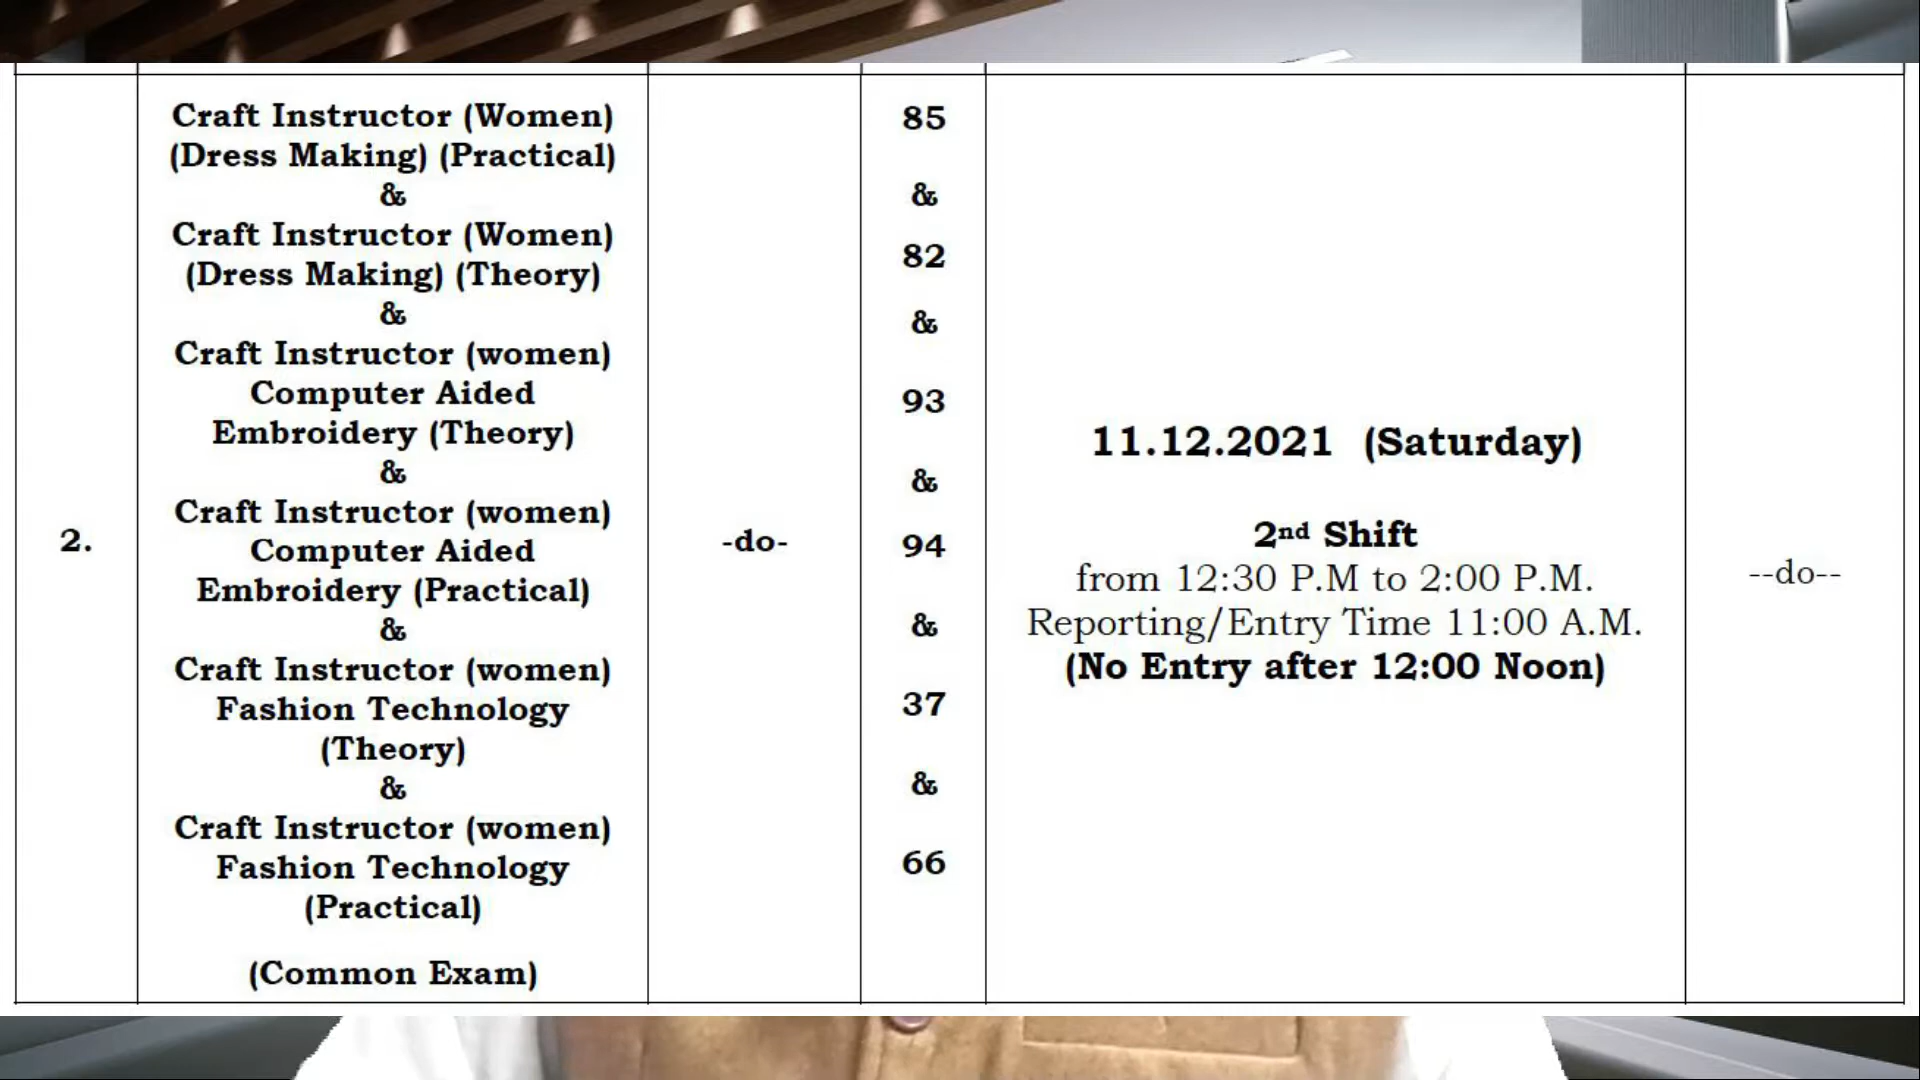 2.
Craft Instructor (Women)
(Dress Making) (Practical)
&
Craft Instructor (Women)
(Dress Making) (Theory)
&
Craft Instructor (women)
Computer Aided
Embroidery (Theory)
&
Craft Instructor (women)
Computer Aided
Embroidery (Practical)
&
Craft Instructor (women)
Fashion Technology
(Theory)
&
Craft Instructor (women)
Fashion Technology
(Practical)
(Common Exam)
-do-
85
&
82
&
93
&
94
&
37
&
66
11.12.2021 (Saturday)
2nd Shift
from 12:30 P.M to 2:00 P.M.
Reporting/Entry Time 11:00 A.M.
(No Entry after 12:00 Noon)
--do--